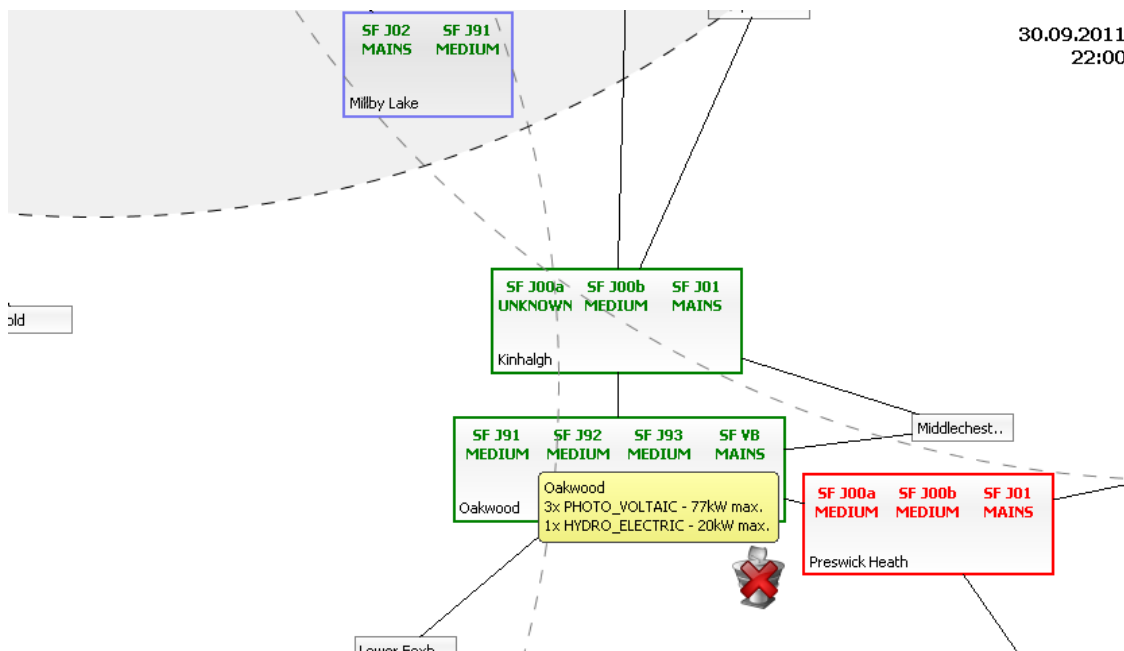 SF J02 SF J91
MAINS MEDIUM
Millby Lake
30.09.2011
22:00
SF J00a SF J00b SF J01
UNKNOWN MEDIUM MAINS
Kinhalgh
old
Middlechest..
SF J91 SF J92 SF J93 SF VB
MEDIUM MEDIUM MEDIUM MAINS
Oakwood
Oakwood
3x PHOTO_VOLTAIC - 77kW max.
1x HYDRO_ELECTRIC - 20kW max.
SF J00a SF J00b SF J01
MEDIUM MEDIUM MAINS
Preswick Heath
Lower Foxb